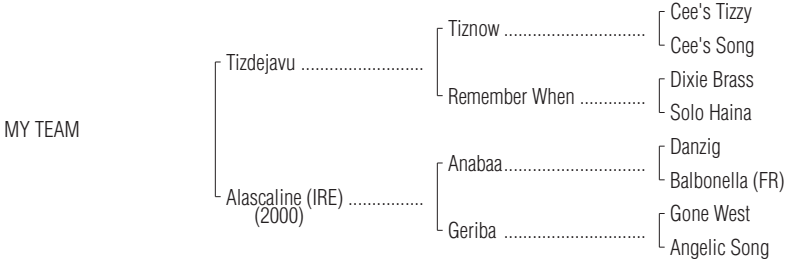 Cee's Tizzy
Tiznow ..............................
Cee's Song
Tizdejavu ..........................
Dixie Brass
Remember When ..............
Solo Haina
MY TEAM
Danzig
Anabaa..............................
Balbonella (FR)
Alascaline (IRE) ................
(2000)
Gone West
Geriba ..............................
Angelic Song